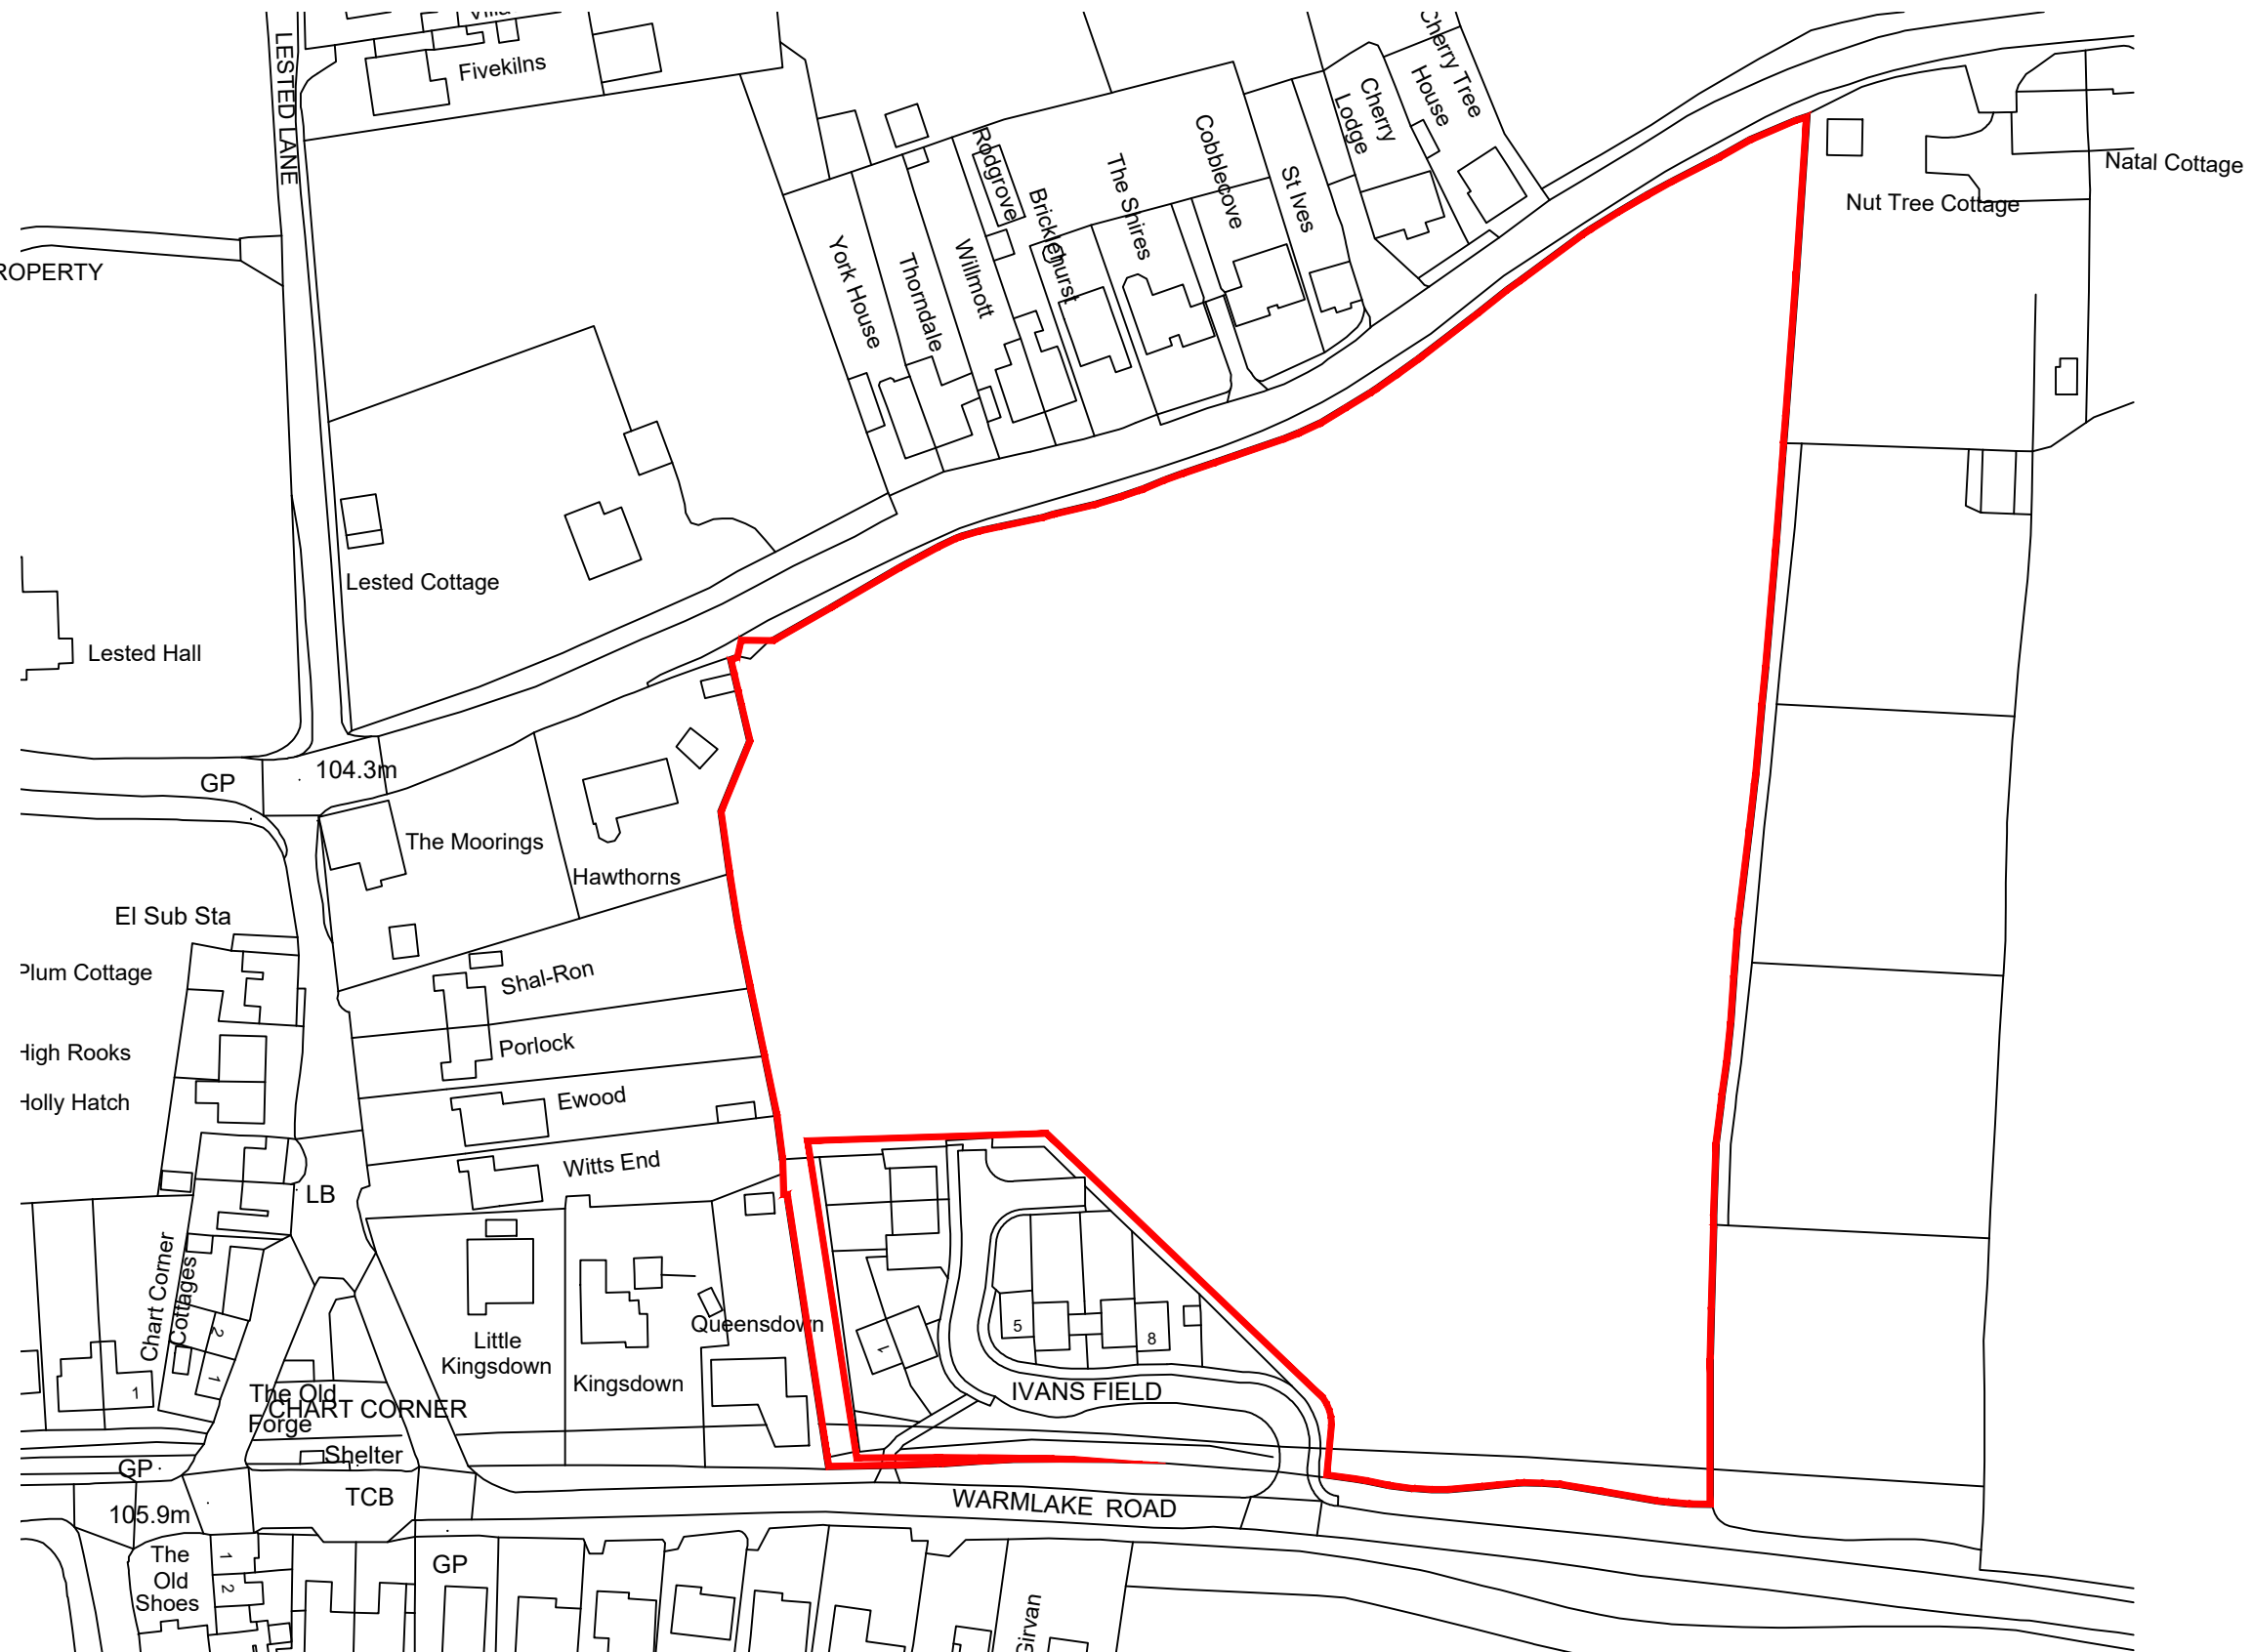 Fivekilns
LESTED LANE
Cherry Tree
House
Cherry
Lodge
Natal Cottage
Nut Tree Cottage
Cobblecove
St Ives
The Shires
Rodgrove
Bricklehurst
Willmott
Thorndale
York House
ROPERTY
Lested Cottage
Lested Hall
104.3m
GP
The Moorings
Hawthorns
El Sub Sta
Plum Cottage
Shal-Ron
High Rooks
Porlock
Holly Hatch
Ewood
Witts End
LB
Chart Corner
Cottages
2
1
1
Queensdown
Little
Kingsdown
Kingsdown
1
5
8
IVANS FIELD
The Old
Forge
CHART CORNER
Shelter
GP
TCB
105.9m
WARMLAKE ROAD
The
Old
Shoes
1
2
GP
Girvan